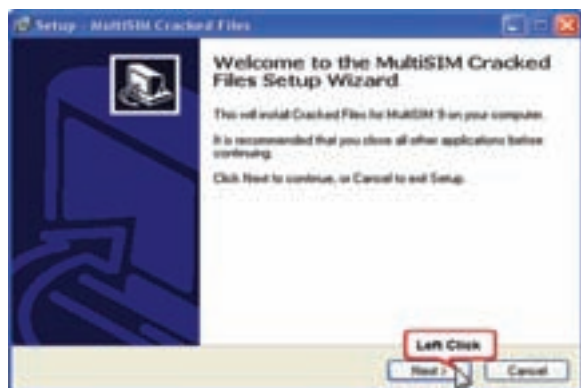 Setup - MultiSIM Cracked Files
Welcome to the MultiSIM Cracked
Files Setup Wizard
This will install Cracked Files for MultiSIM 9 on your computer.
It is recommended that you close all other applications before
continuing.
Click Next to continue, or Cancel to exit Setup.
Left Click
Next >
Cancel